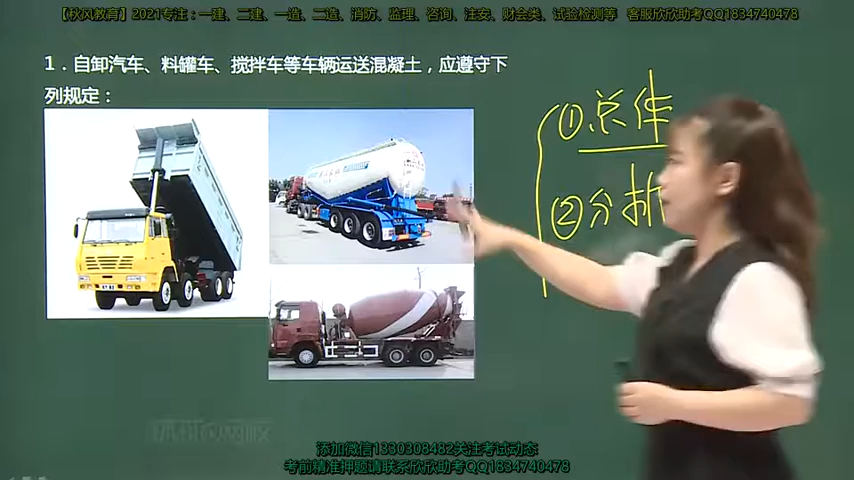 【秋风教育】2021专注：一建、二建、一造、二造、消防、监理、咨询、注安、财会类、试验检测等 客服欣欣助考QQ1834740478
1．自卸汽车、料罐车、搅拌车等车辆运送混凝土，应遵守下
列规定：
①总体
②分析
环球网校
添加微信1330308482关注考试动态
考前精准押题请联系欣欣助考QQ1834740478